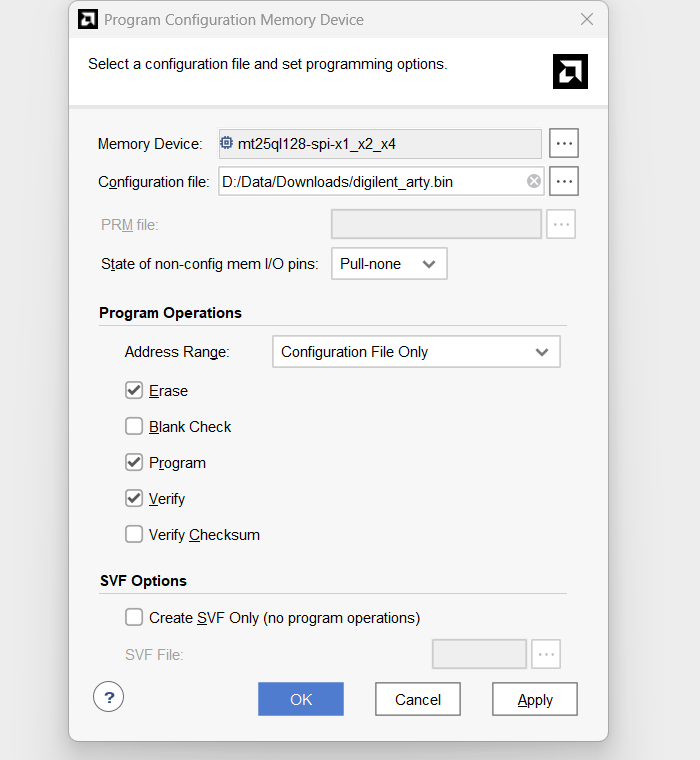 Program Configuration Memory Device
Select a configuration file and set programming options.
Memory Device: mt25ql128-spi-x1_x2_x4 ...
Configuration file: D:/Data/Downloads/digilent_arty.bin ...
PRM file: ...
State of non-config mem I/O pins: Pull-none
Program Operations
Address Range: Configuration File Only
Erase
Blank Check
Program
Verify
Verify Checksum
SVF Options
Create SVF Only (no program operations)
SVF File: ...
? OK Cancel Apply